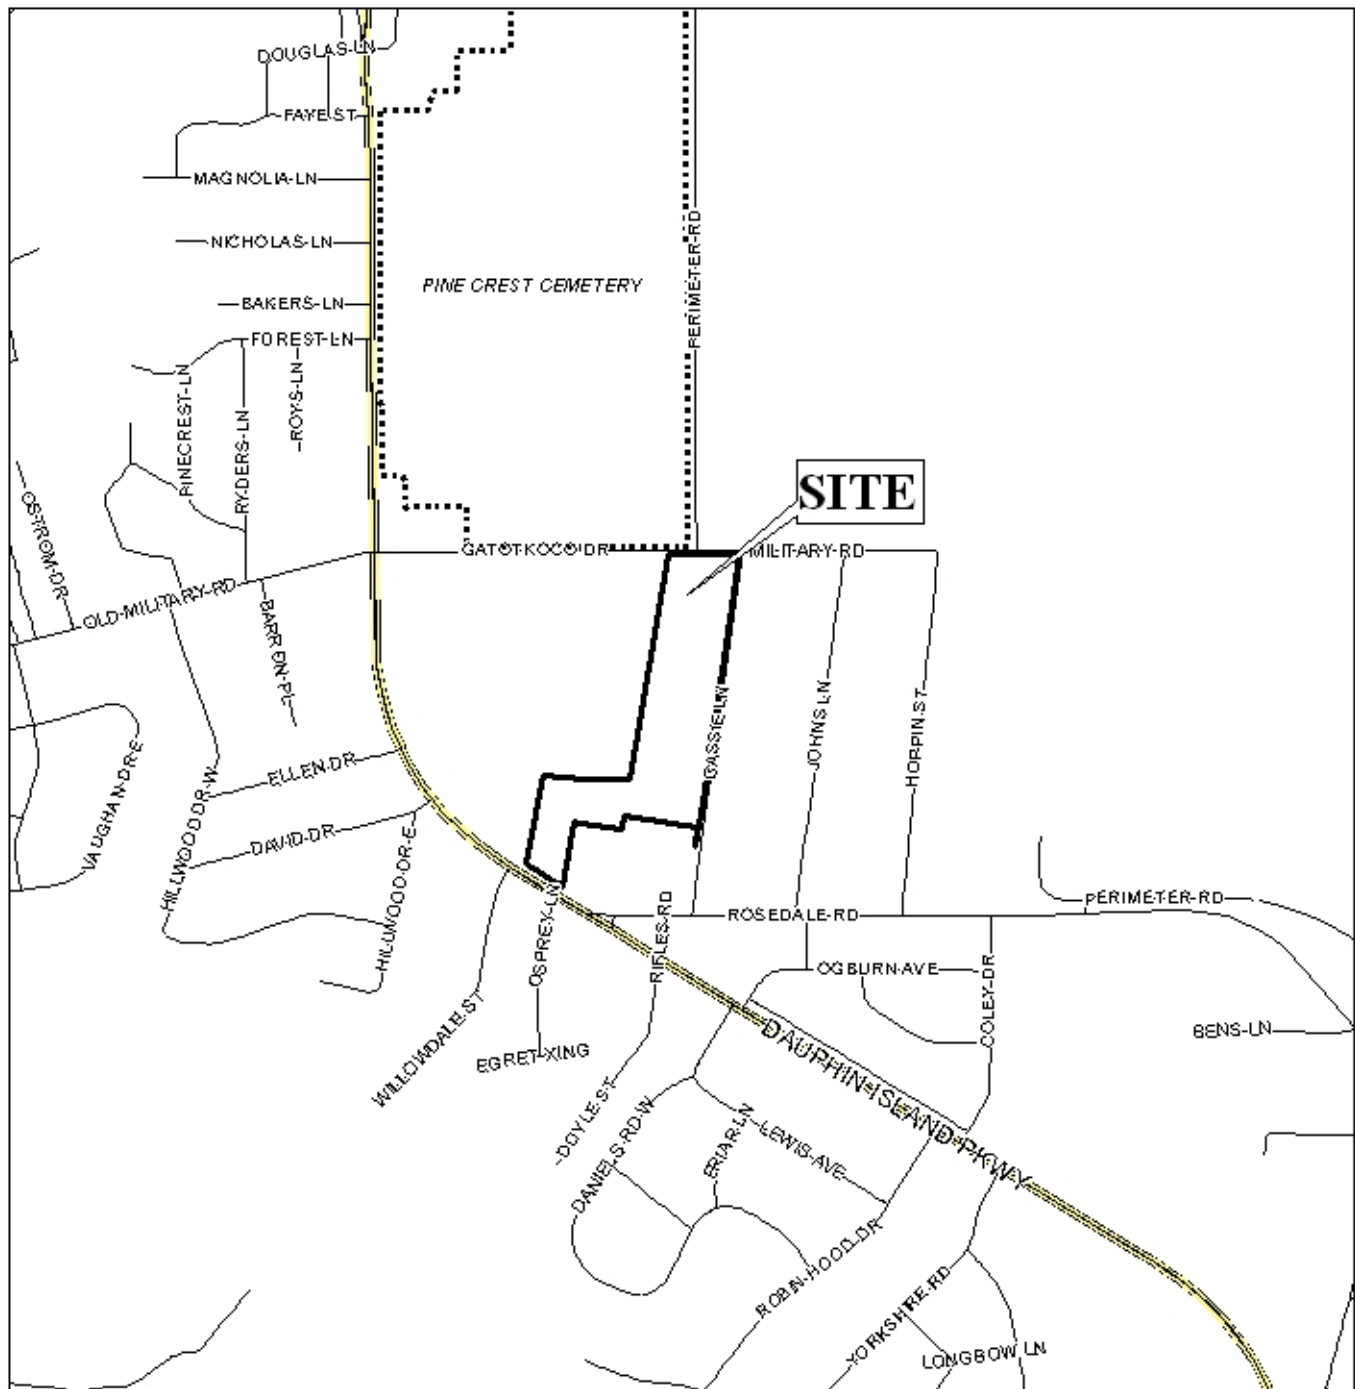 DOUGLAS-LN
FAYE ST
MAGNOLIA-LN
NICHOLAS-LN
BAKERS-LN
FOREST-LN
PINE CREST CEMETERY
PERIMETER-RD
PINECREST-LN
RYDERS-LN
ROYS-LN
SITE
OSTROM-DR
GATOTKOCO-DR
MILITARY-RD
OLD-MILITARY-RD
BARRON-PL
GASSIE-LN
JOHNS LN
HOPPIN-ST
VAUGHAN-DR-E
HILLWOOD DR-W
ELLEN-DR
DAVID-DR
HILLWOOD-DR-E
OSPREY-LN
RIFLES-RD
ROSEDALE-RD
PERIMETER-RD
OGBURN-AVE
COLEY-DR
BENS-LN
WILLOWDALE-ST
EGRET-XING
DOYLE-ST
DANIELS-RD-W
DAUPHIN-ISLAND-PKWY
LEWIS-AVE
ROBIN-HOOD-DR
YORKSHIRE-RD
LONGBOW LN